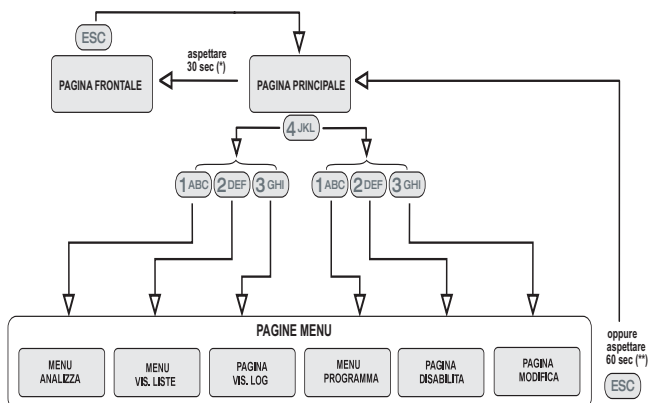 ESC
aspettare
30 sec (*)
PAGINA FRONTALE
PAGINA PRINCIPALE
4 JKL
1 ABC 2 DEF 3 GHI 1 ABC 2 DEF 3 GHI
PAGINE MENU
MENU
ANALIZZA
MENU
VIS. LISTE
PAGINA
VIS. LOG
MENU
PROGRAMMA
PAGINA
DISABILITA
PAGINA
MODIFICA
oppure
aspettare
60 sec (**)
ESC